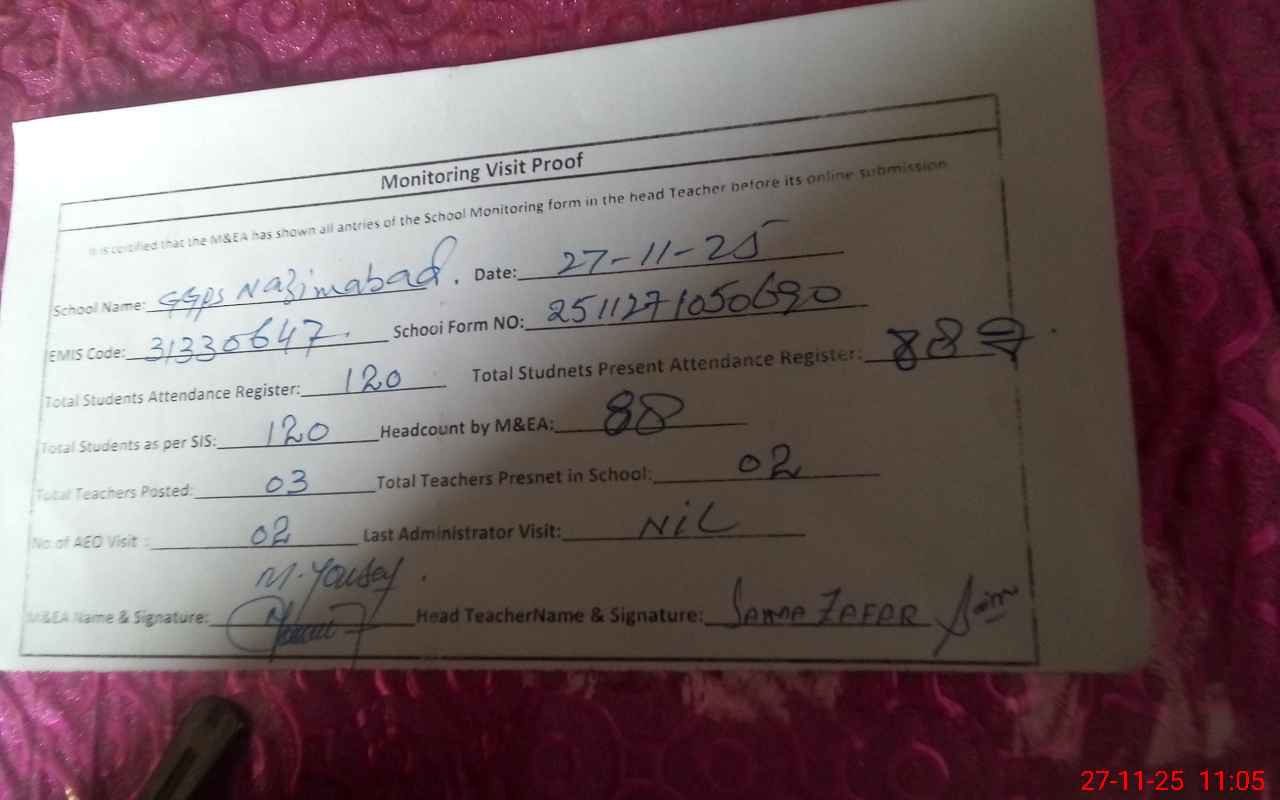 Monitoring Visit Proof
It is certified that the M&EA has shown all antries of the School Monitoring form in the head Teacher before its online submission
School Name: GGPS Nazimabad. Date: 27-11-25
EMIS Code: 31330647. School Form NO: 2511271050690
Total Students Attendance Register: 120 Total Studnets Present Attendance Register: 88
Total Students as per SIS: 120 Headcount by M&EA: 88
Total Teachers Posted: 03 Total Teachers Presnet in School: 02
No of AEO Visit : 02 Last Administrator Visit: NiL
M. Yousaf.
M&EA Name & Signature: Head TeacherName & Signature: SAMA ZAFAR
27-11-25 11:05